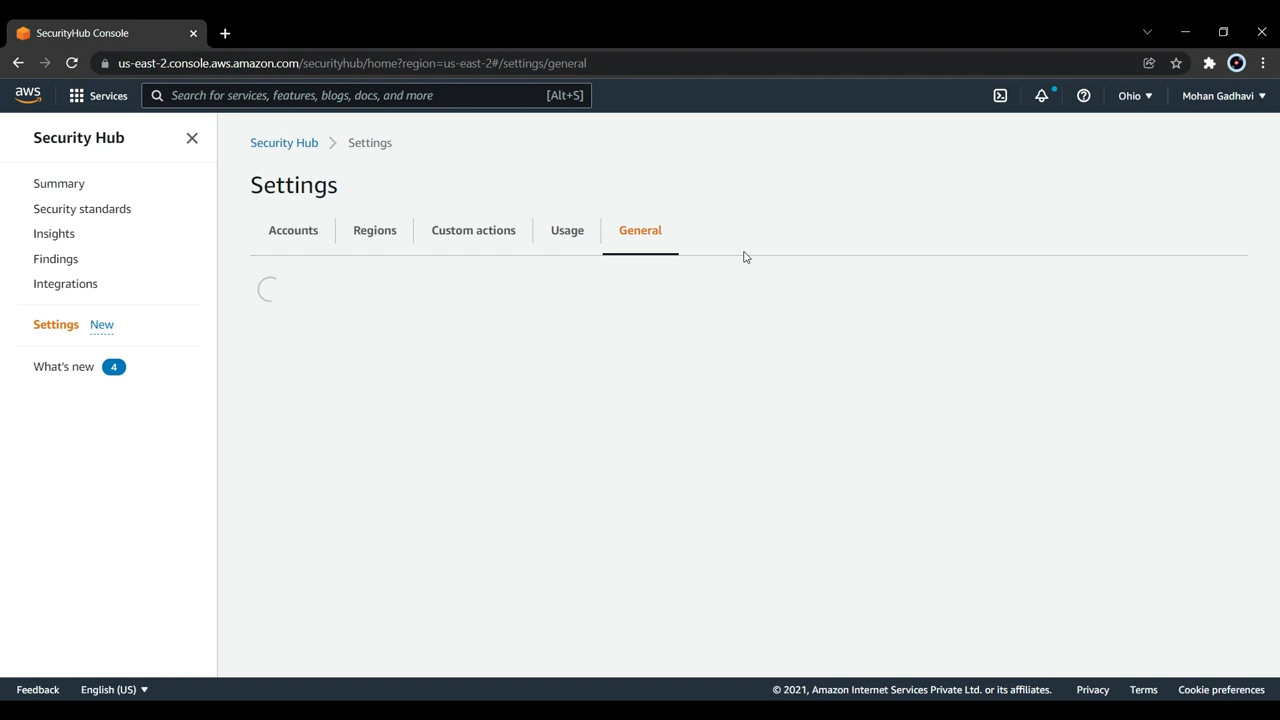 SecurityHub Console
us-east-2.console.aws.amazon.com/securityhub/home?region=us-east-2#/settings/general
aws Services Search for services, features, blogs, docs, and more [Alt+S] Ohio Mohan Gadhavi
Security Hub
Summary
Security standards
Insights
Findings
Integrations
Settings New
What's new 4
Security Hub Settings
Settings
Accounts Regions Custom actions Usage General
Feedback English (US) © 2021, Amazon Internet Services Private Ltd. or its affiliates. Privacy Terms Cookie preferences